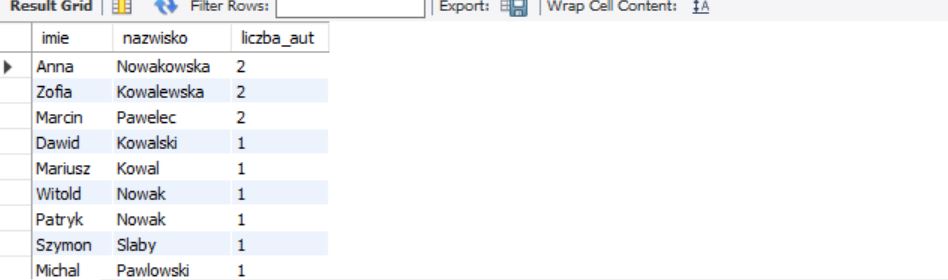 Result Grid Filter Rows: Export: Wrap Cell Content: IA
imie nazwisko liczba_aut
Anna Nowakowska 2
Zofia Kowalewska 2
Marcin Pawelec 2
Dawid Kowalski 1
Mariusz Kowal 1
Witold Nowak 1
Patryk Nowak 1
Szymon Slaby 1
Michal Pawlowski 1